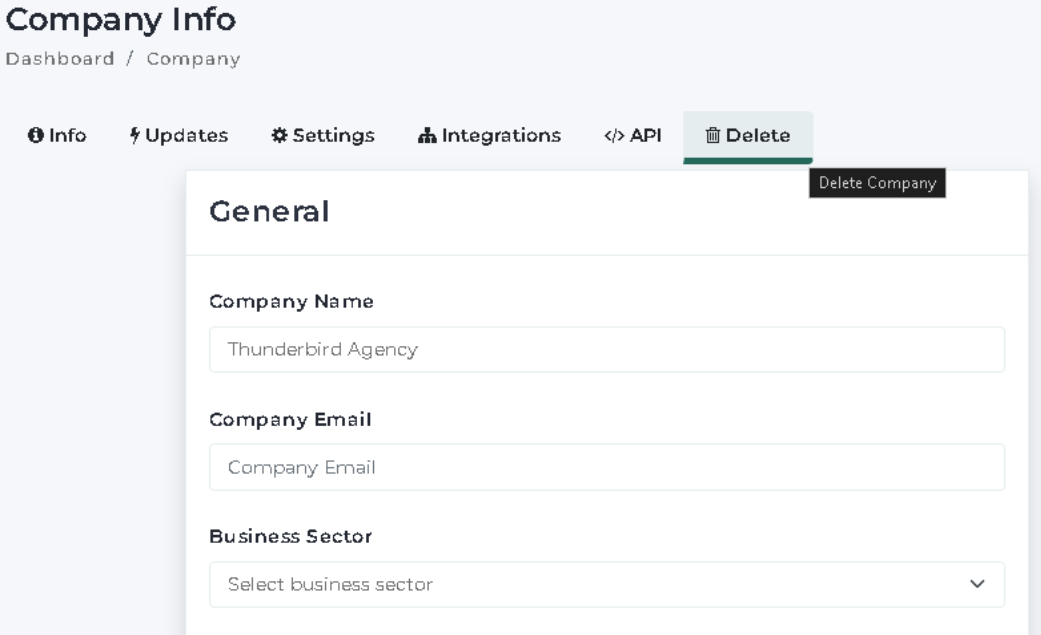 Company Info
Dashboard / Company
Info Updates Settings Integrations </> API Delete
Delete Company
General
Company Name
Thunderbird Agency
Company Email
Company Email
Business Sector
Select business sector